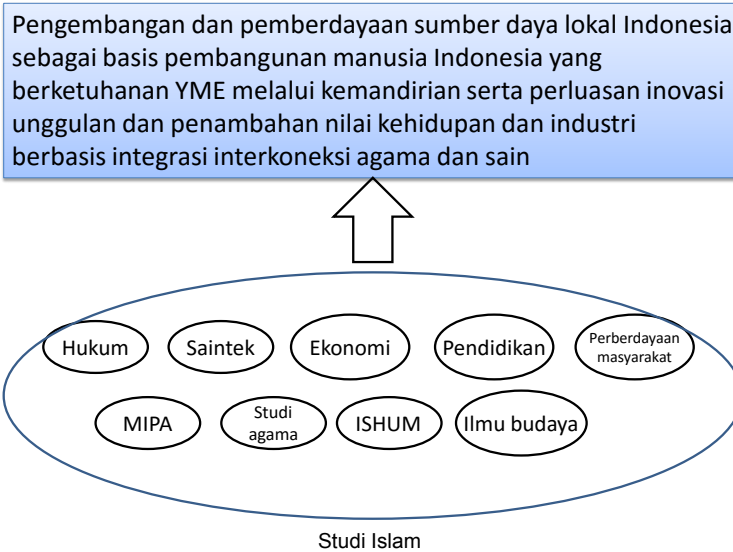 Pengembangan dan pemberdayaan sumber daya lokal Indonesia
sebagai basis pembangunan manusia Indonesia yang
berketuhanan YME melalui kemandirian serta perluasan inovasi
unggulan dan penambahan nilai kehidupan dan industri
berbasis integrasi interkoneksi agama dan sain
Hukum
Saintek
Ekonomi
Pendidikan
Perberdayaan
masyarakat
MIPA
Studi
agama
ISHUM
Ilmu budaya
Studi Islam